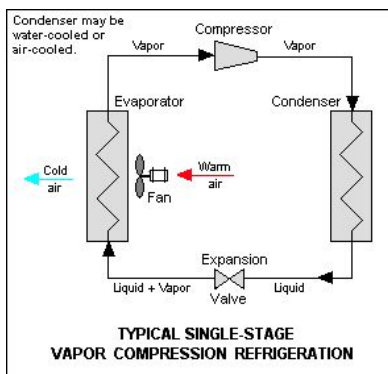 Condenser may be
water-cooled or
air-cooled.
Compressor
Vapor
Vapor
Evaporator
Condenser
Cold
air
Warm
air
Fan
Expansion
Valve
Liquid + Vapor
Liquid
TYPICAL SINGLE-STAGE
VAPOR COMPRESSION REFRIGERATION